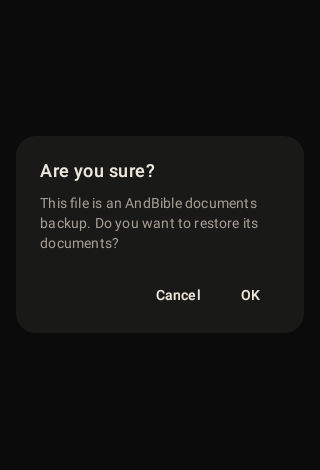 Are you sure?
This file is an AndBible documents
backup. Do you want to restore its
documents?
Cancel
OK